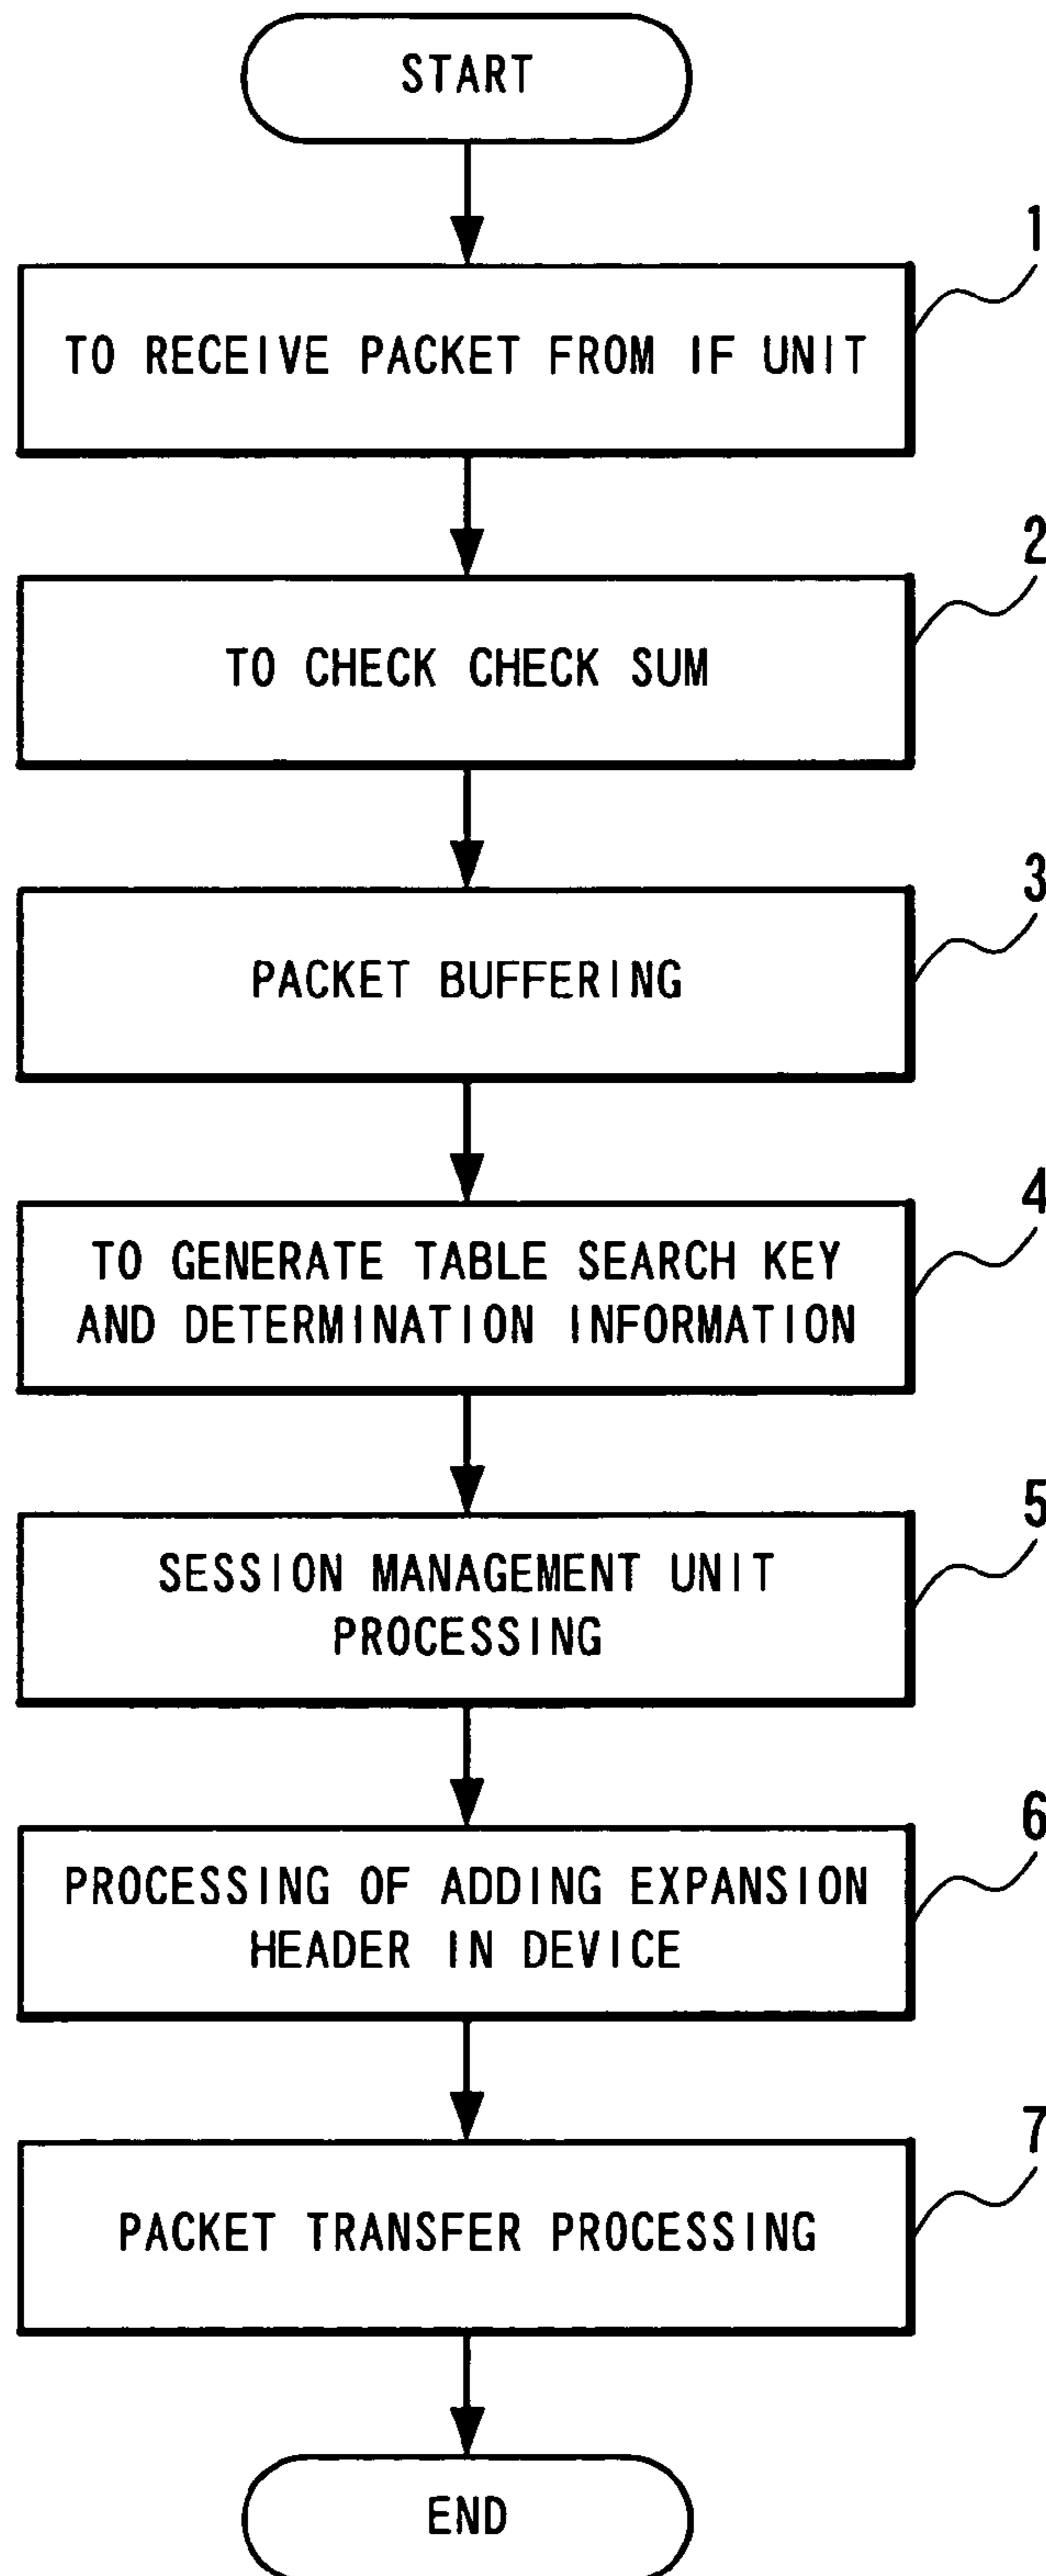 START
1
TO RECEIVE PACKET FROM IF UNIT
2
TO CHECK CHECK SUM
3
PACKET BUFFERING
4
TO GENERATE TABLE SEARCH KEY
AND DETERMINATION INFORMATION
5
SESSION MANAGEMENT UNIT
PROCESSING
6
PROCESSING OF ADDING EXPANSION
HEADER IN DEVICE
7
PACKET TRANSFER PROCESSING
END